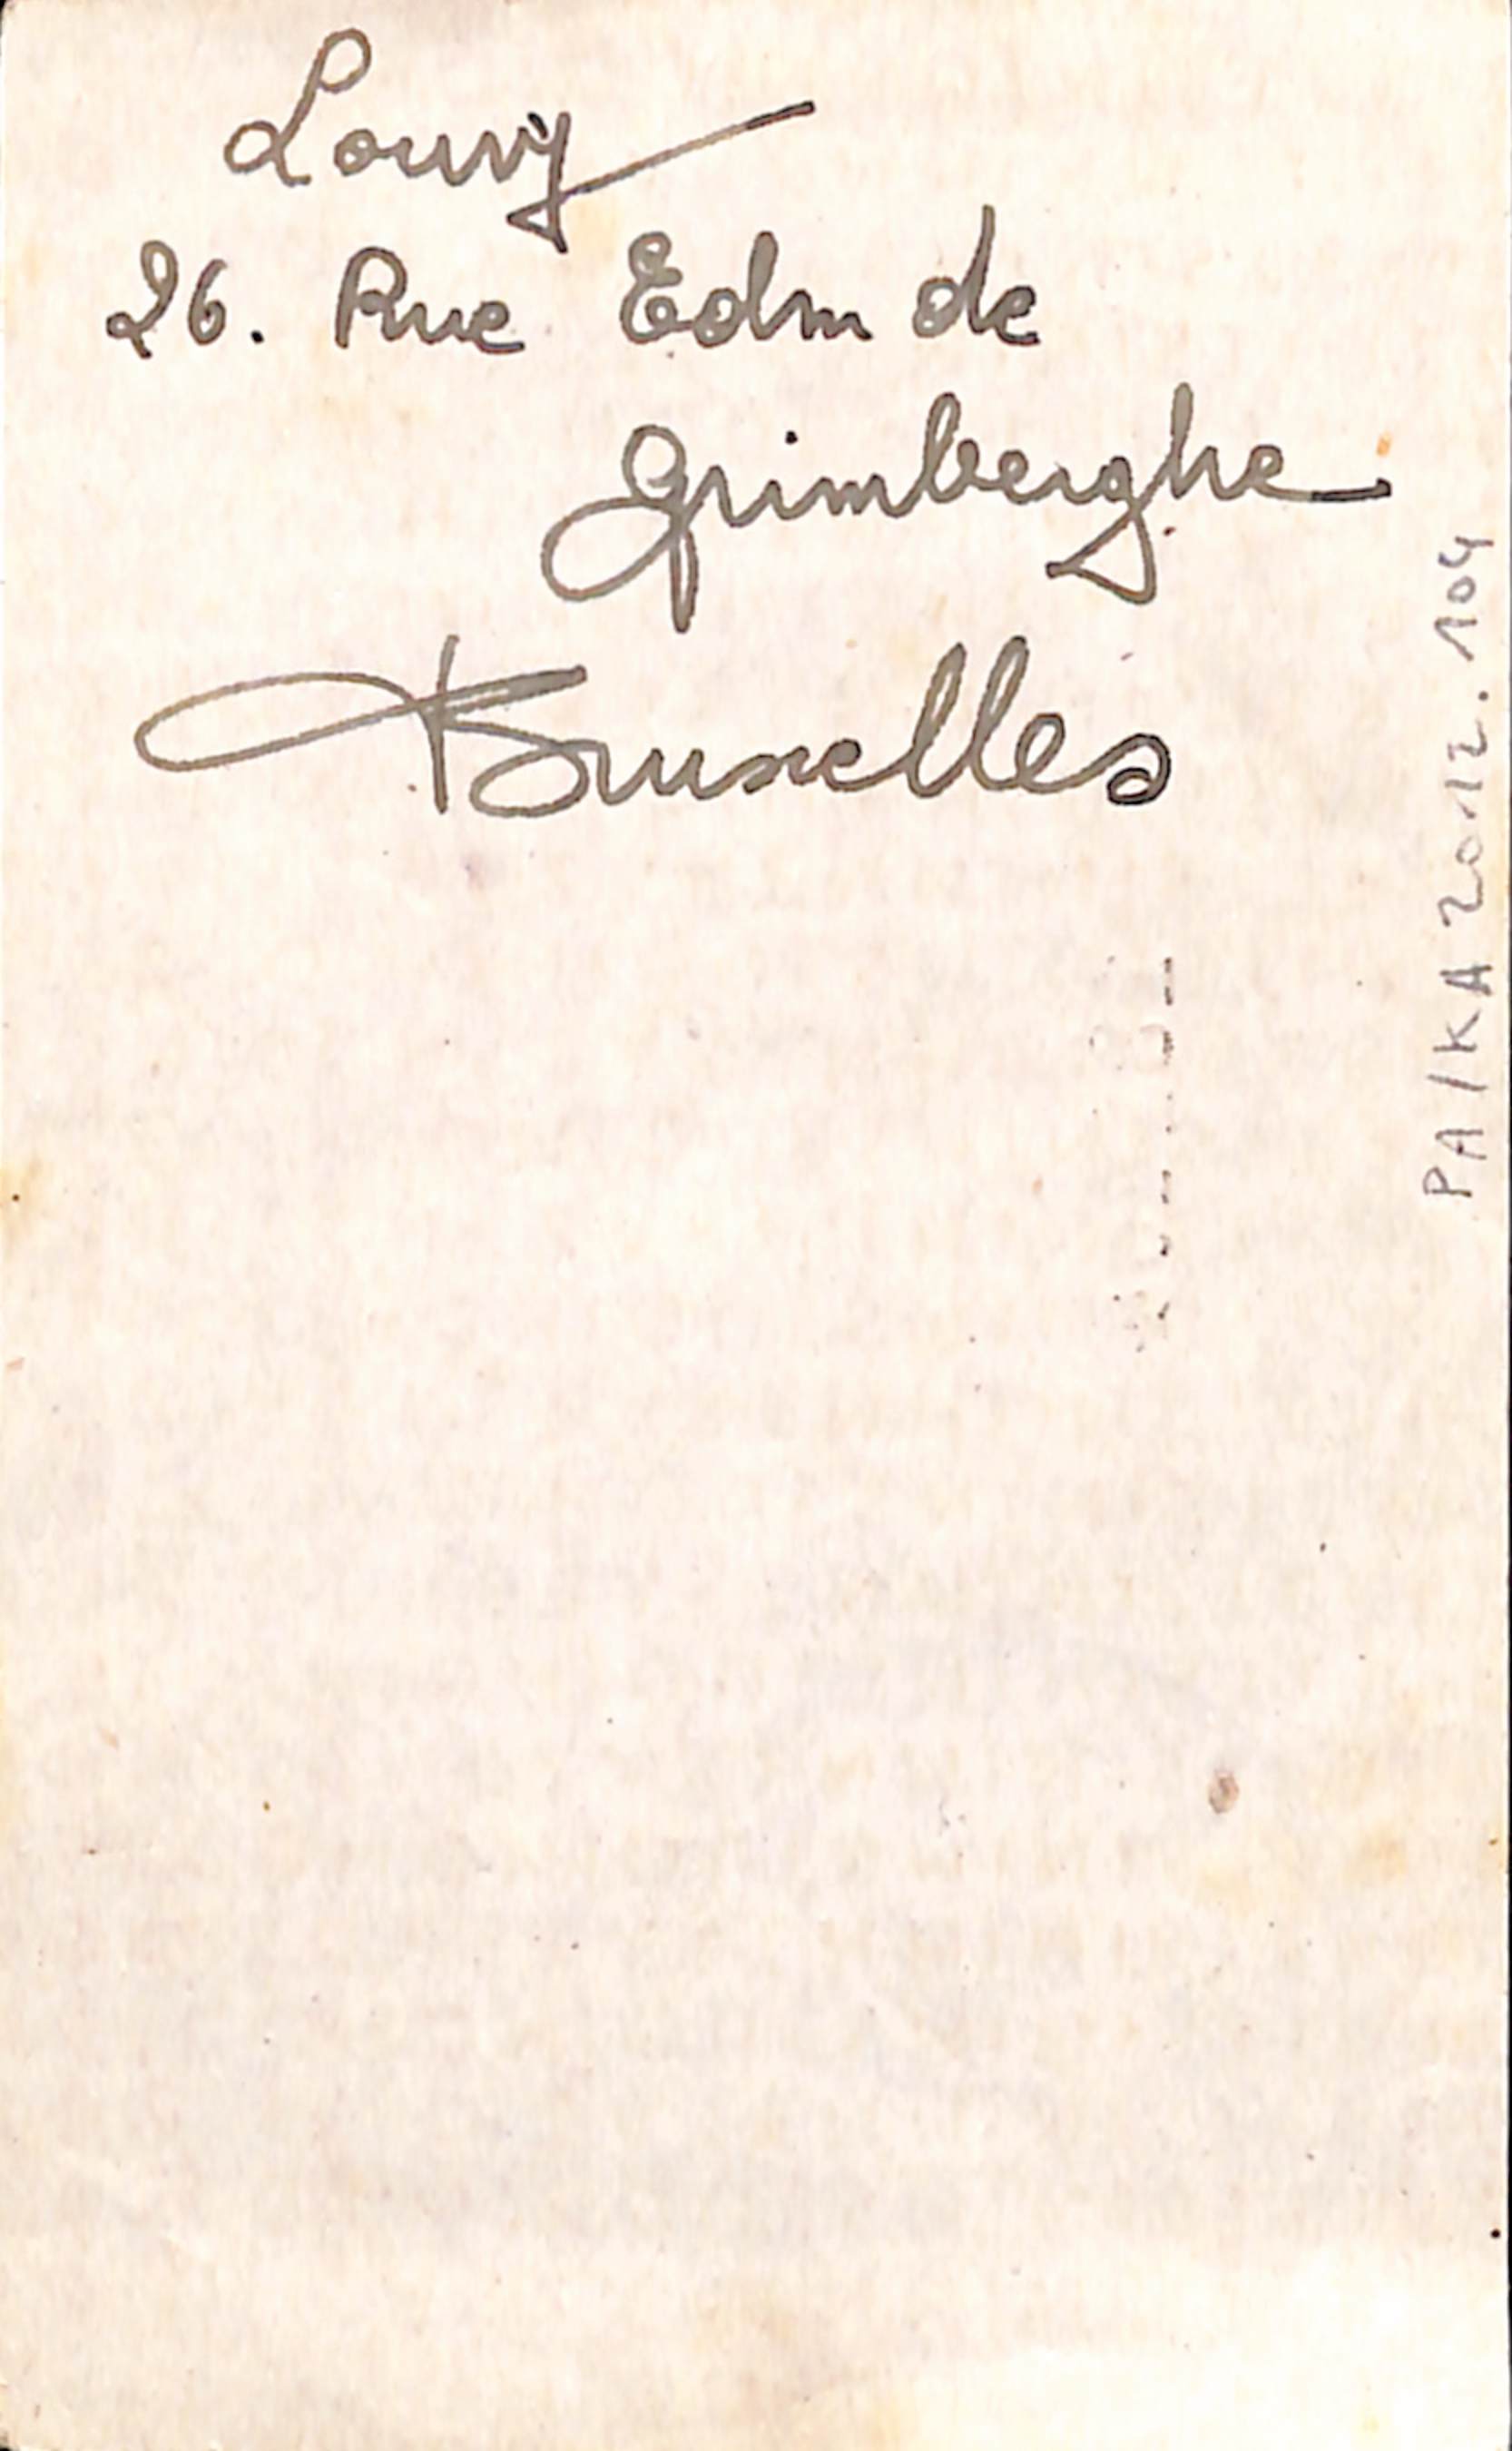 Louvy
26. Rue Edm de
Grimberghe
Bruxelles
PA/KA 2012.104